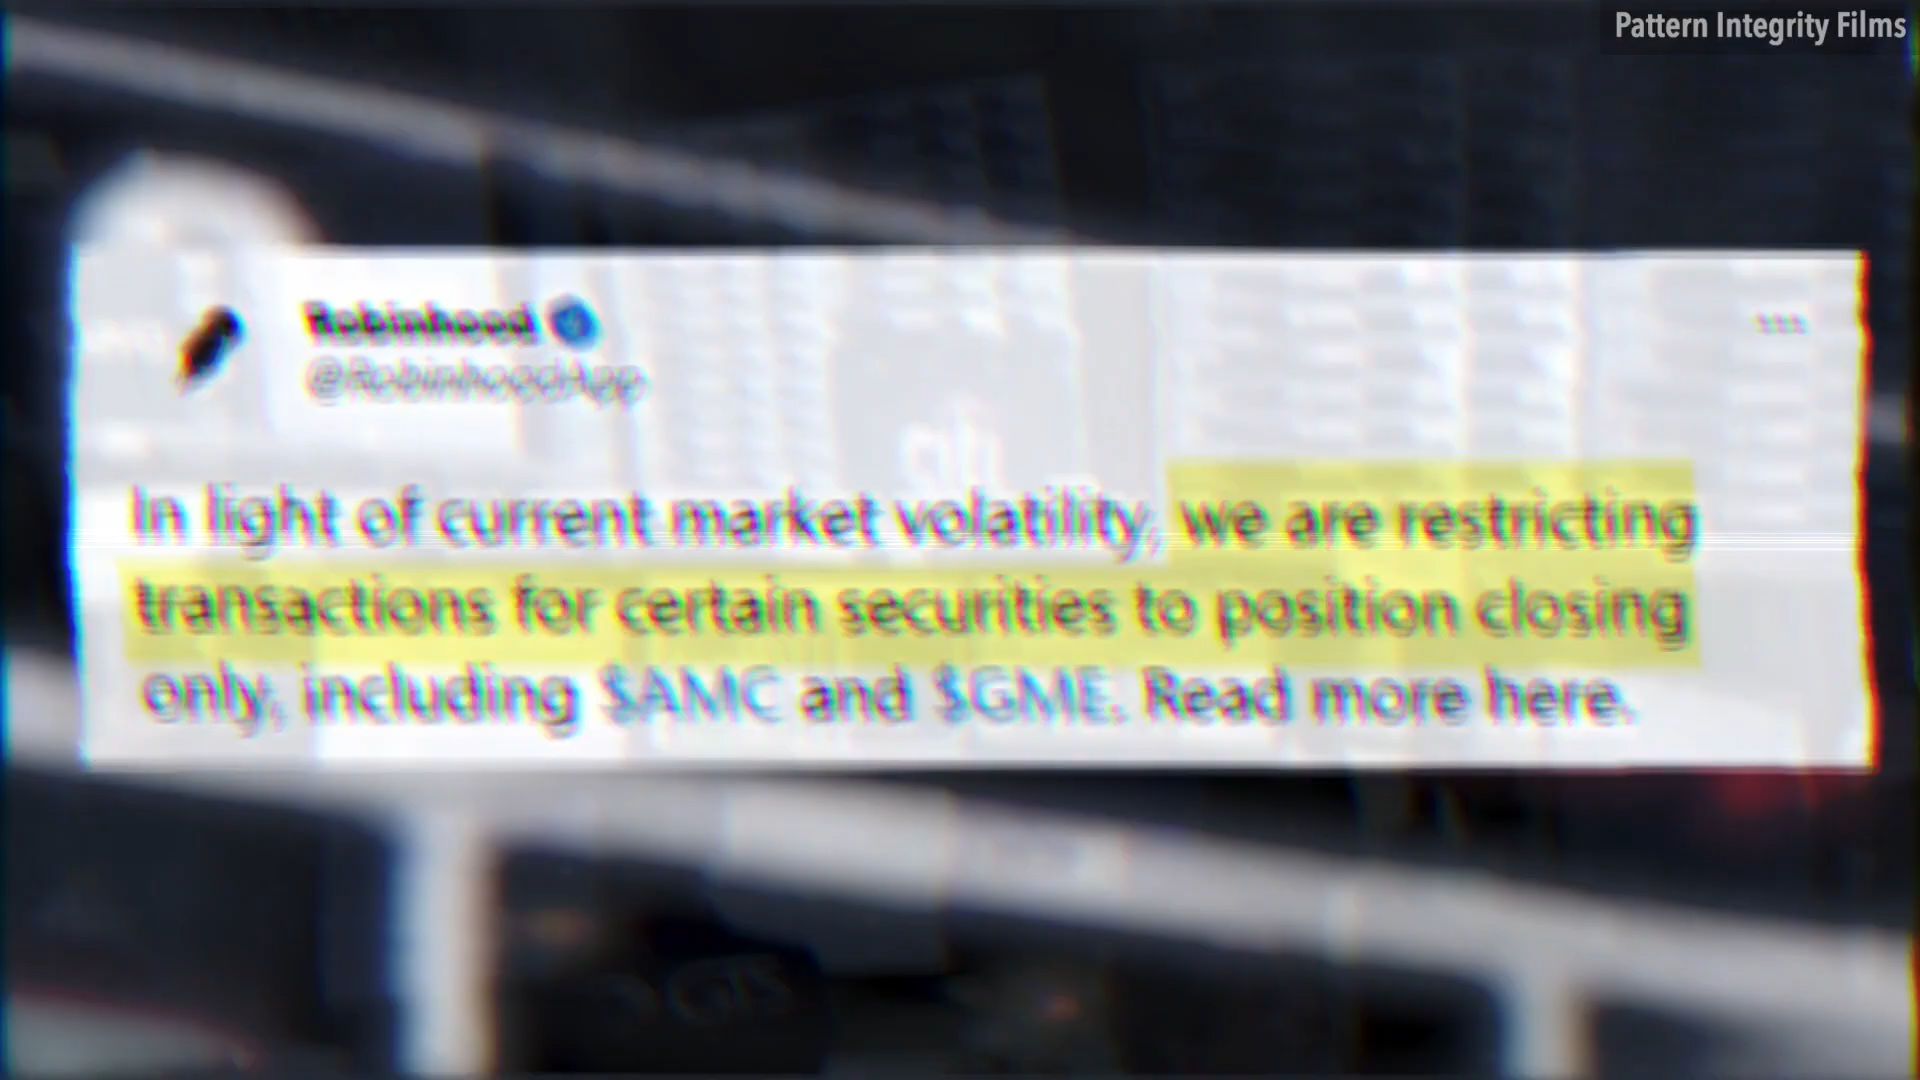 Pattern Integrity Films
Robinhood
@RobinhoodApp
In light of current market volatility, we are restricting
transactions for certain securities to position closing
only, including $AMC and $GME. Read more here.